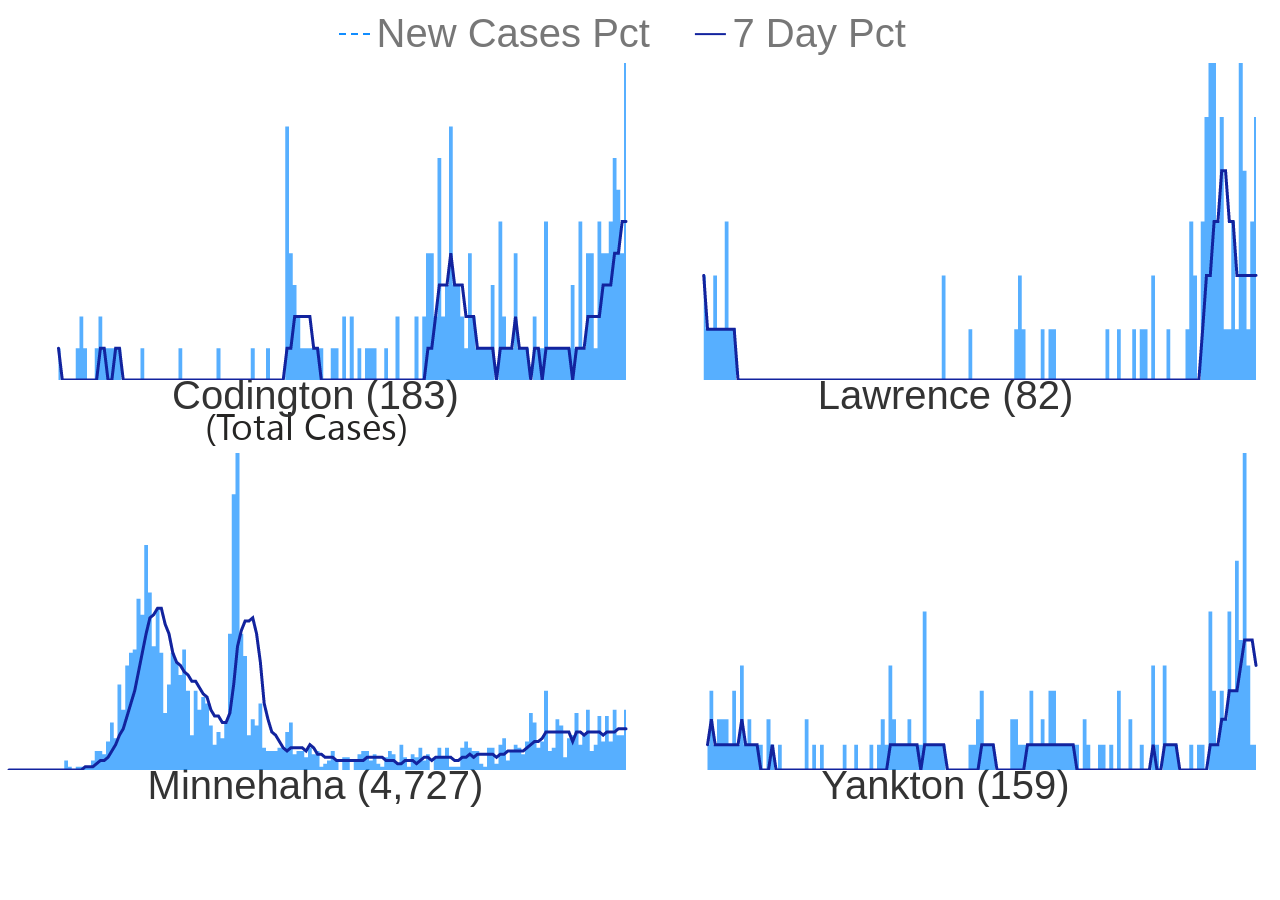 New Cases Pct 7 Day Pct
Codington (183) Lawrence (82)
(Total Cases)
Minnehaha (4,727) Yankton (159)